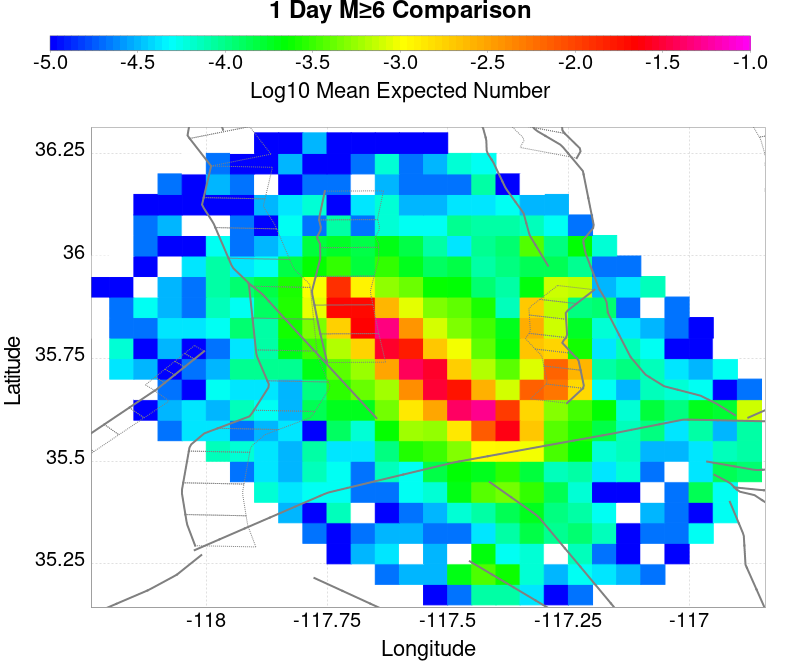 1 Day M≥6 Comparison
-5.0 -4.5 -4.0 -3.5 -3.0 -2.5 -2.0 -1.5 -1.0
Log10 Mean Expected Number
36.25
36
35.75
35.5
35.25
Latitude
-118 -117.75 -117.5 -117.25 -117
Longitude